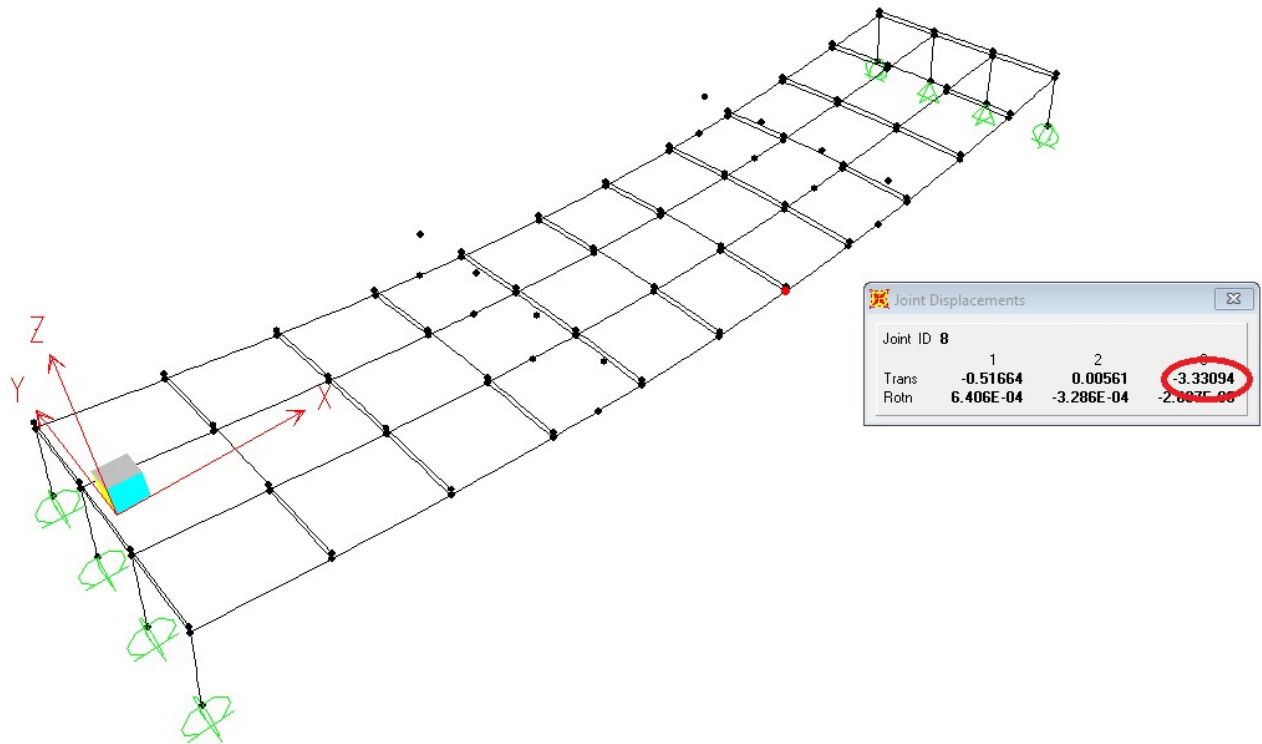 Z
Y
X
Joint Displacements
Joint ID 8
1 2 3
Trans -0.51664 0.00561 -3.33094
Rotn 6.406E-04 -3.286E-04